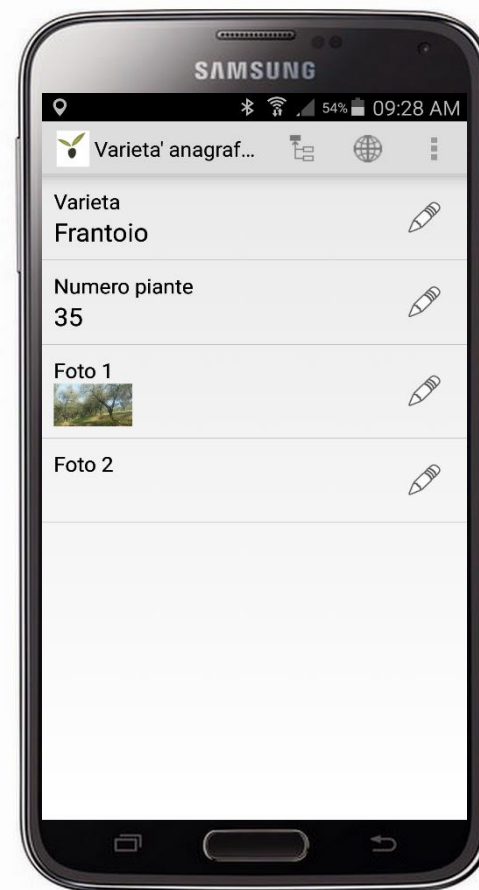 SAMSUNG
54% 09:28 AM
Varieta' anagraf...
Varieta
Frantoio
Numero piante
35
Foto 1
Foto 2